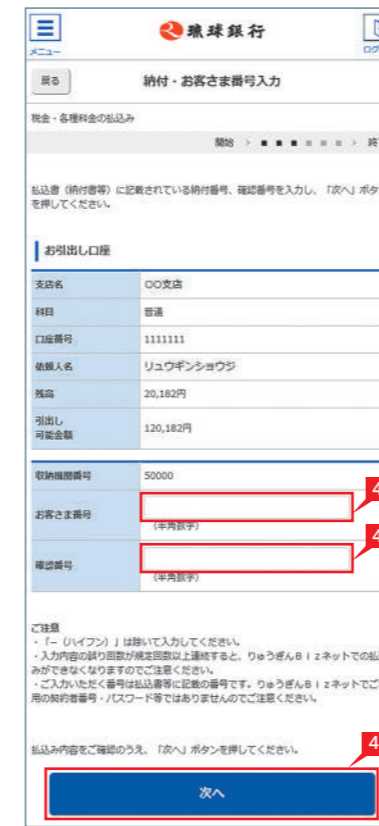 メニュー
琉球銀行
ログ
戻る
納付・お客さま番号入力
税金・各種料金の払込み
開始 > ■ ■ ■ ■ ■ ■ > 終
払込書（納付書等）に記載されている納付番号、確認番号を入力し、「次へ」ボタ
を押してください。
お引出し口座
支店名 〇〇支店
科目 普通
口座番号 1111111
依頼人名 リュウギンショウジ
残高 20,182円
引出し
可能金額 120,182円
収納機関番号 50000
4
お客さま番号
（半角数字）
4
確認番号
（半角数字）
ご注意
・「－（ハイフン）」は除いて入力してください。
・入力内容の誤り回数が規定回数以上連続すると、りゅうぎんＢｉｚネットでの払
みができなくなりますのでご注意ください。
・ご入力いただく番号は払込書等に記載の番号です。りゅうぎんＢｉｚネットでご
用の契約者番号・パスワード等ではありませんのでご注意ください。
払込み内容をご確認のうえ、「次へ」ボタンを押してください。
4
次へ